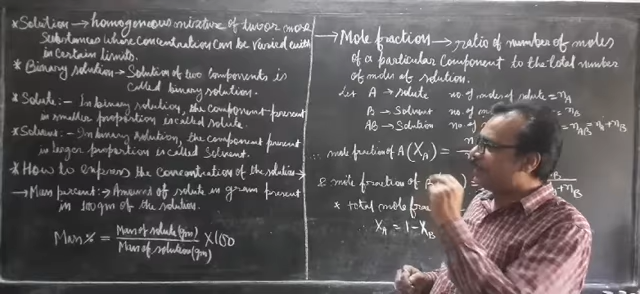 * Solution → homogeneous mixture of two or more
substances whose concentration can be varied with
in certain limits.
* Binary solution → Solution of two components is
called binary solution.
* Solute:- In binary solution, the component present
in smaller proportion is called solute.
* Solvent:- In binary solution, the component present
in larger proportion is called Solvent.
* How to express the concentration of the solution
→ Mass percent:- Amount of solute in gram present
in 100gm of the solution.
Mass % = Mass of solute (gm) / Mass of solution (gm) × 100
→ Mole fraction → ratio of number of moles
of a particular component to the total number
of moles of solution.
Let A → solute no. of moles of solute = nA
B → Solvent no. of = nB
AB → Solution no. of = nAB = nA + nB
∴ mole fraction of A (XA) =
& mole fraction of + nB
* total mole
XA = 1 - XB